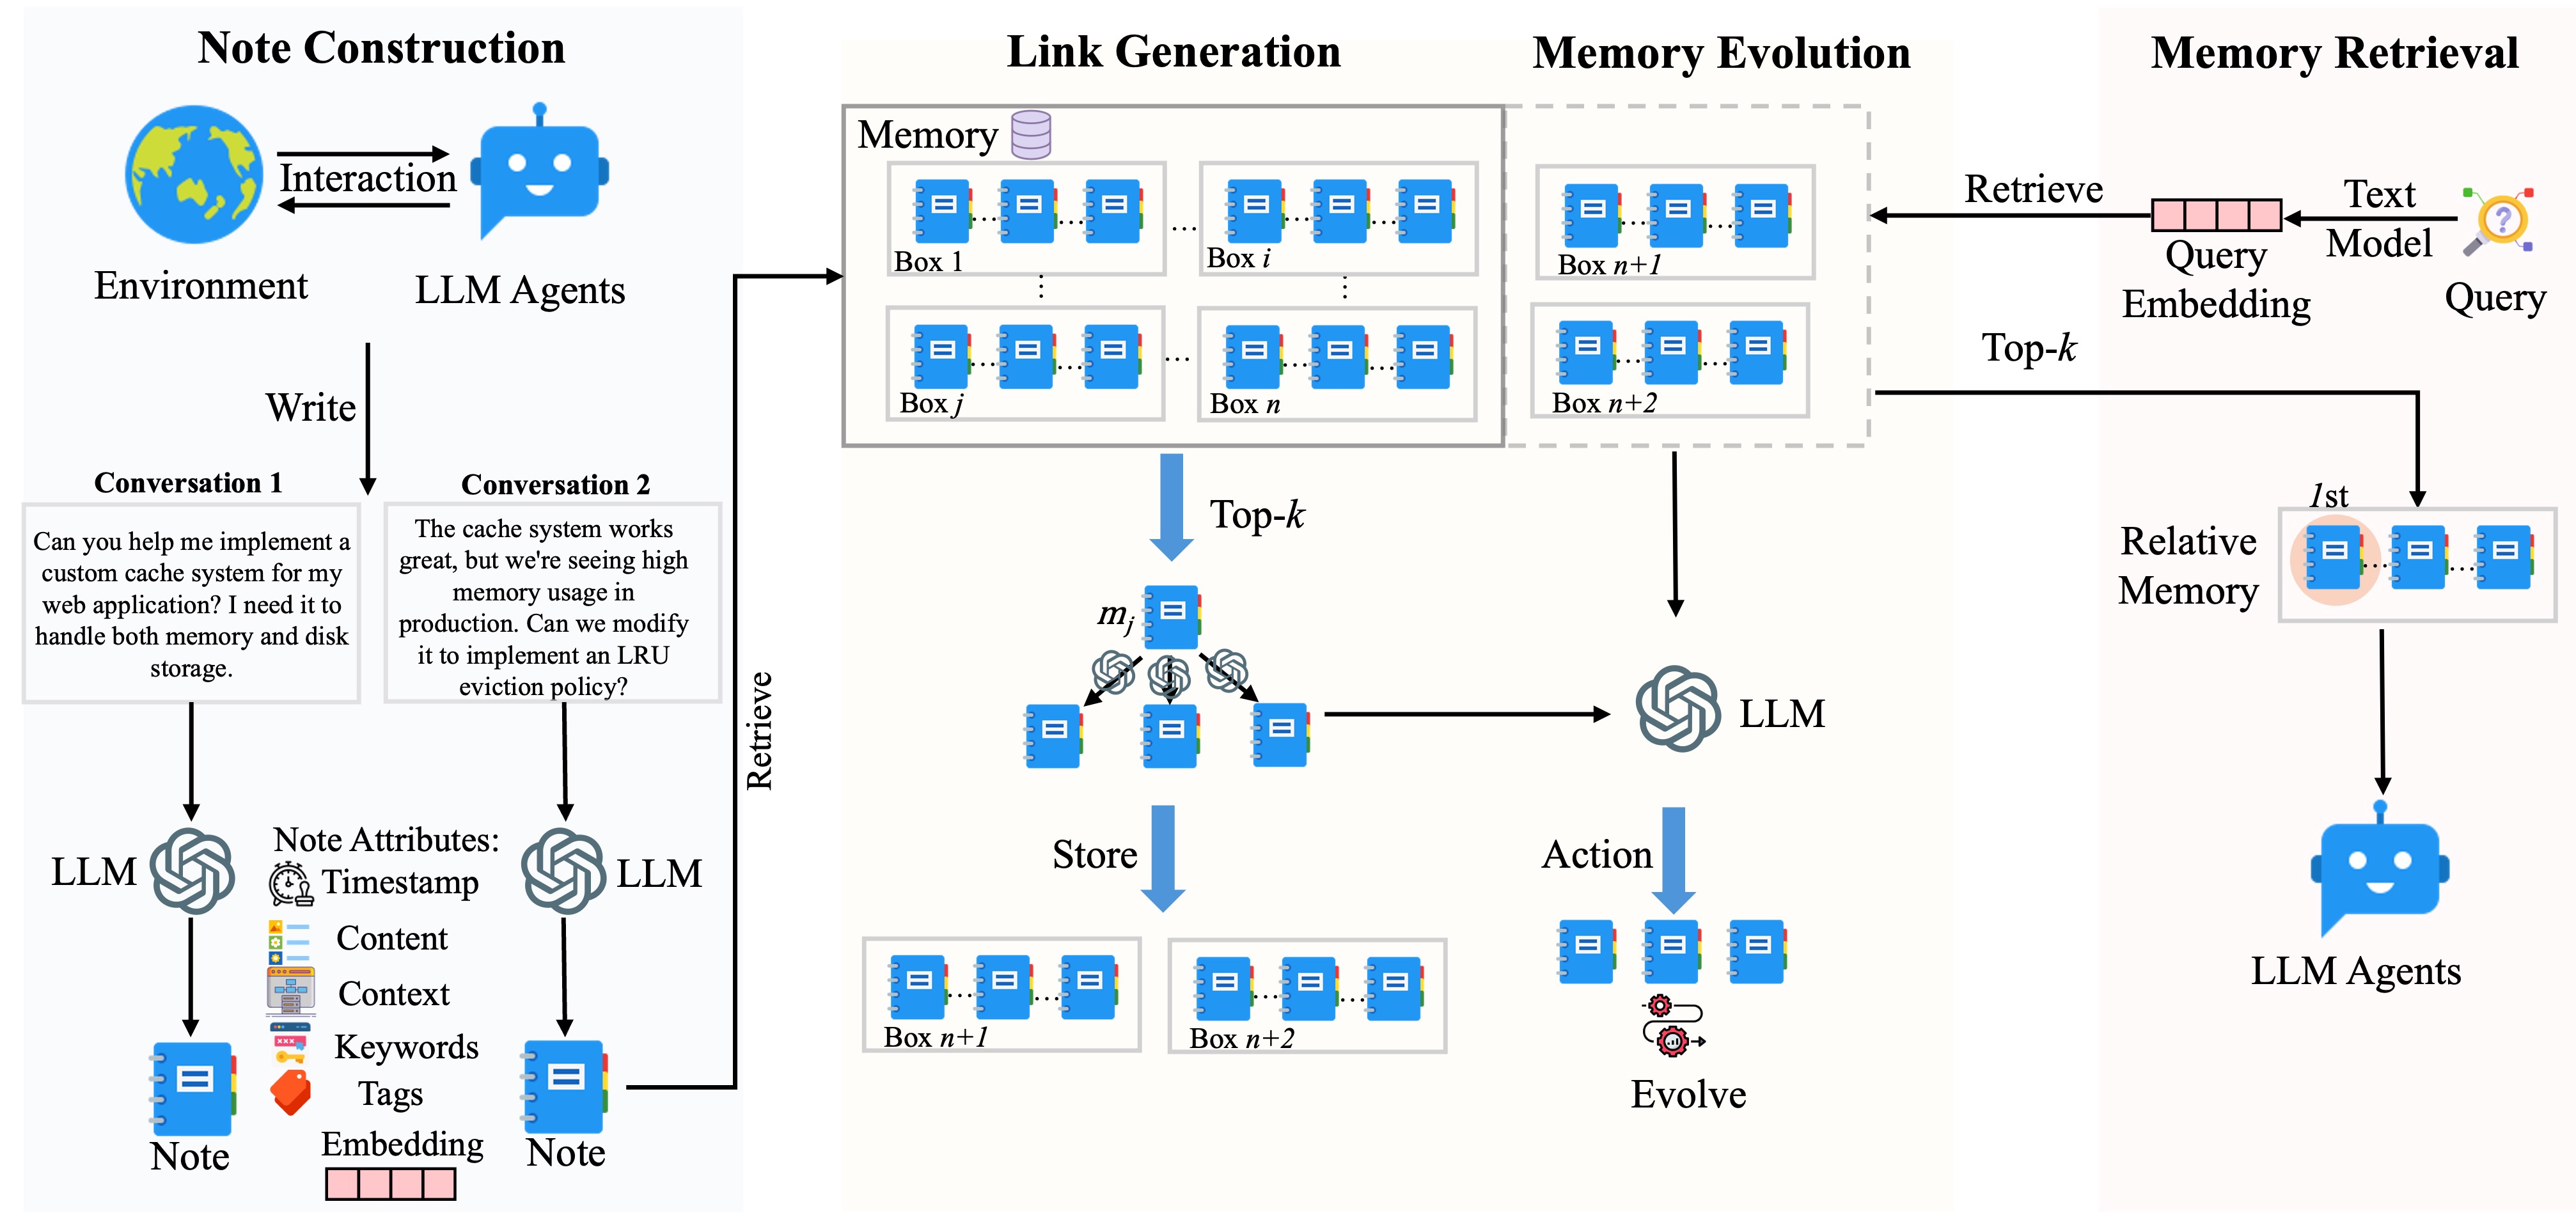 Note Construction
Interaction
Environment
LLM Agents
Write
Conversation 1
Can you help me implement a
custom cache system for my
web application? I need it to
handle both memory and disk
storage.
Conversation 2
The cache system works
great, but we're seeing high
memory usage in
production. Can we modify
it to implement an LRU
eviction policy?
LLM
Note Attributes:
Timestamp
Content
Context
Keywords
Tags
Embedding
LLM
Note
Note
Retrieve
Link Generation
Memory
Box 1
Box i
Box j
Box n
Top-k
mj
Store
Box n+1
Box n+2
Memory Evolution
Box n+1
Box n+2
LLM
Action
Evolve
Memory Retrieval
Retrieve
Text
Model
Query
Embedding
Query
Top-k
1st
Relative
Memory
LLM Agents